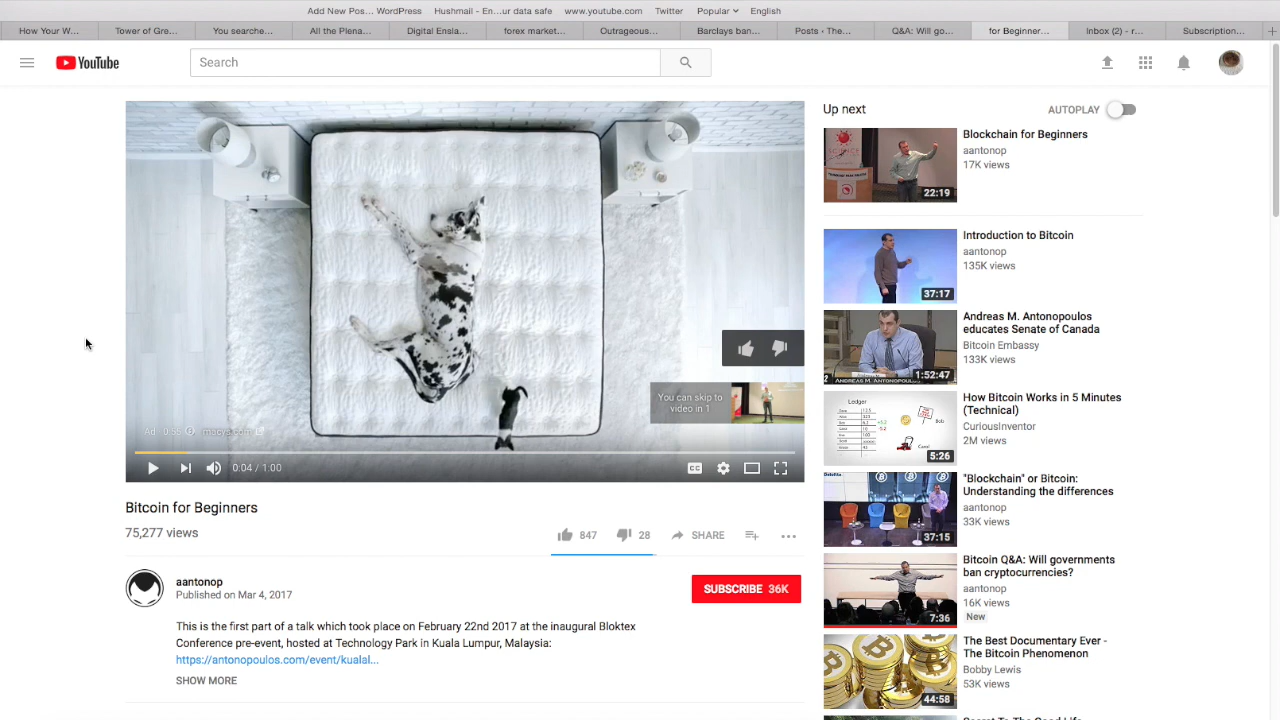 Add New Pos... WordPress Hushmail - En...ur data safe www.youtube.com Twitter Popular English
How Your W... Tower of Gre... You searche... All the Plena... Digital Ensla... forex market... Outrageous... Barclays ban... Posts ‹ The... Q&A: Will go... for Beginner... Inbox (2) - r... Subscription...
YouTube
Search
You can skip to
video in 1
macys.com
0:04 / 1:00
CC
Bitcoin for Beginners
75,277 views
847 28 SHARE
aantonop
Published on Mar 4, 2017
SUBSCRIBE 36K
This is the first part of a talk which took place on February 22nd 2017 at the inaugural Bloktex
Conference pre-event, hosted at Technology Park in Kuala Lumpur, Malaysia:
https://antonopoulos.com/event/kualal...
SHOW MORE
Up next
AUTOPLAY
Blockchain for Beginners
aantonop
17K views
22:19
Introduction to Bitcoin
aantonop
135K views
37:17
Andreas M. Antonopoulos
educates Senate of Canada
Bitcoin Embassy
133K views
1:52:47
How Bitcoin Works in 5 Minutes
(Technical)
CuriousInventor
2M views
Ledger
Bob
Carol
5:26
"Blockchain" or Bitcoin:
Understanding the differences
aantonop
33K views
37:15
Bitcoin Q&A: Will governments
ban cryptocurrencies?
aantonop
16K views
New
7:36
The Best Documentary Ever -
The Bitcoin Phenomenon
Bobby Lewis
53K views
44:58